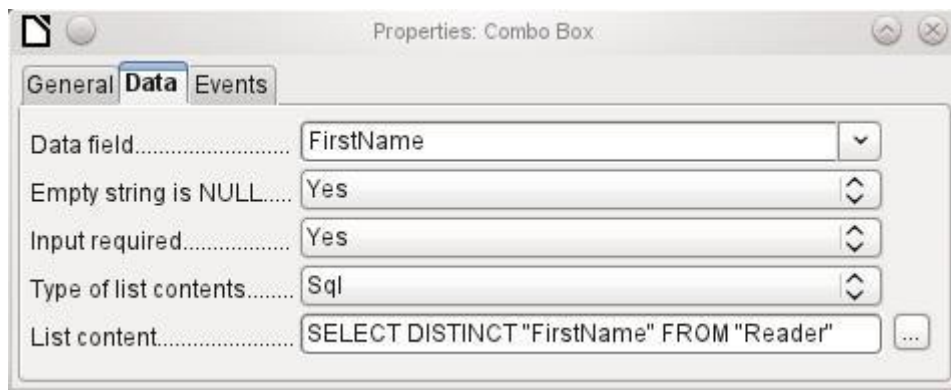 Properties: Combo Box
General Data Events
Data field.......................... FirstName
Empty string is NULL..... Yes
Input required.................. Yes
Type of list contents........ Sql
List content...................... SELECT DISTINCT "FirstName" FROM "Reader" ...